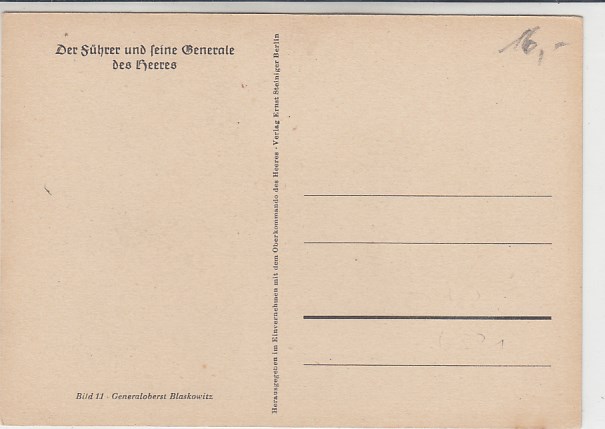 Der Führer und seine Generale
des Heeres
16,-
Herausgegeben im Einvernehmen mit dem Oberkommando des Heeres - Verlag Ernst Steiniger Berlin
Bild 11 - Generaloberst Blaskowitz